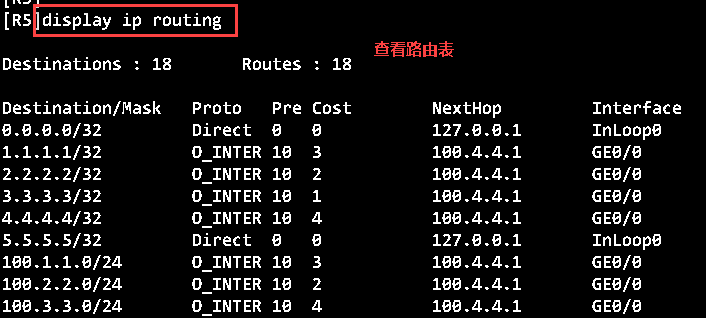 [R5]
[R5]display ip routing
查看路由表
Destinations : 18 Routes : 18
Destination/Mask Proto Pre Cost NextHop Interface
0.0.0.0/32 Direct 0 0 127.0.0.1 InLoop0
1.1.1.1/32 O_INTER 10 3 100.4.4.1 GE0/0
2.2.2.2/32 O_INTER 10 2 100.4.4.1 GE0/0
3.3.3.3/32 O_INTER 10 1 100.4.4.1 GE0/0
4.4.4.4/32 O_INTER 10 4 100.4.4.1 GE0/0
5.5.5.5/32 Direct 0 0 127.0.0.1 InLoop0
100.1.1.0/24 O_INTER 10 3 100.4.4.1 GE0/0
100.2.2.0/24 O_INTER 10 2 100.4.4.1 GE0/0
100.3.3.0/24 O_INTER 10 4 100.4.4.1 GE0/0